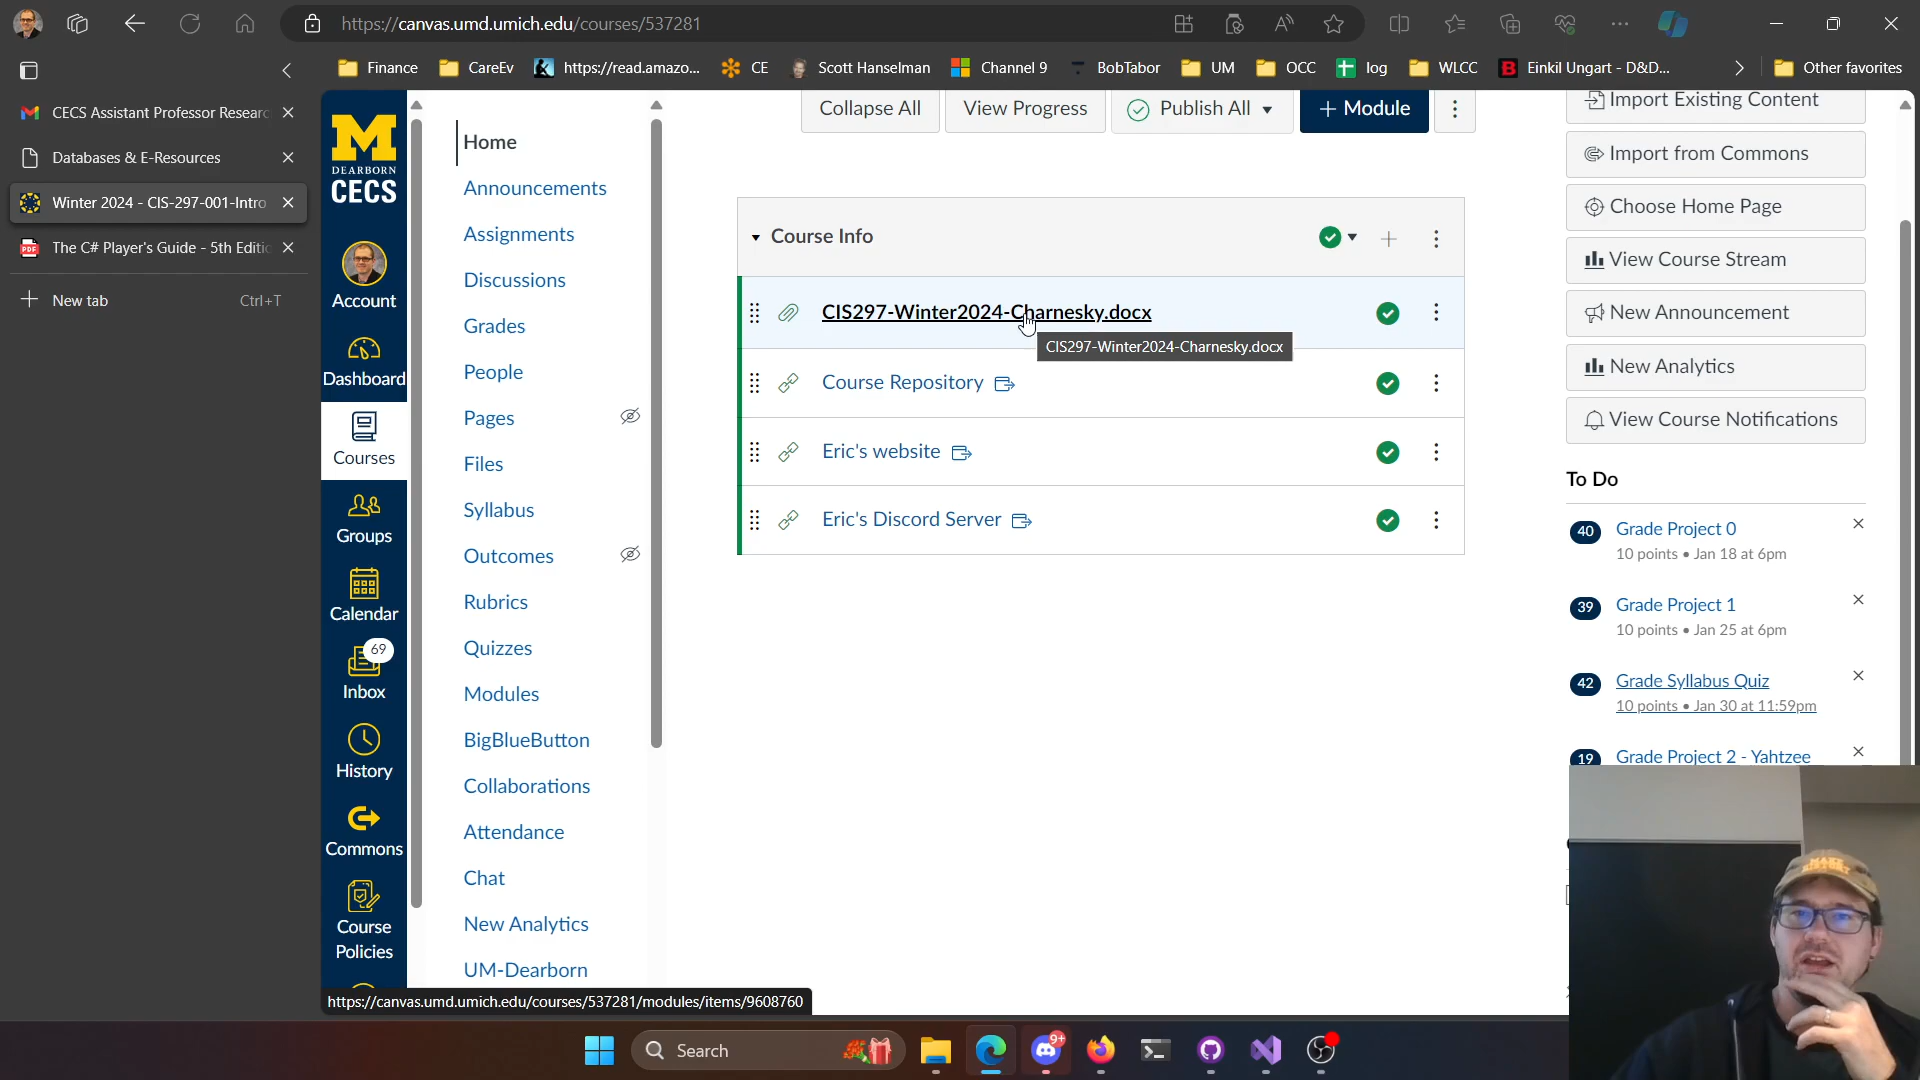 https://canvas.umd.umich.edu/courses/537281
Finance
CareEv
https://read.amazo...
CE
Scott Hanselman
Channel 9
BobTabor
UM
OCC
log
WLCC
Einkil Ungart - D&D...
Other favorites
CECS Assistant Professor Researc
Databases & E-Resources
Winter 2024 - CIS-297-001-Intro
The C# Player's Guide - 5th Editio
New tab
Ctrl+T
M
DEARBORN
CECS
Account
Dashboard
Courses
Groups
Calendar
69
Inbox
History
Commons
Course
Policies
Home
Announcements
Assignments
Discussions
Grades
People
Pages
Files
Syllabus
Outcomes
Rubrics
Quizzes
Modules
BigBlueButton
Collaborations
Attendance
Chat
New Analytics
UM-Dearborn
Collapse All
View Progress
Publish All
+ Module
Course Info
CIS297-Winter2024-Charnesky.docx
CIS297-Winter2024-Charnesky.docx
Course Repository
Eric's website
Eric's Discord Server
Import Existing Content
Import from Commons
Choose Home Page
View Course Stream
New Announcement
New Analytics
View Course Notifications
To Do
40
Grade Project 0
10 points • Jan 18 at 6pm
39
Grade Project 1
10 points • Jan 25 at 6pm
42
Grade Syllabus Quiz
10 points • Jan 30 at 11:59pm
19
Grade Project 2 - Yahtzee
https://canvas.umd.umich.edu/courses/537281/modules/items/9608760
Search
9+